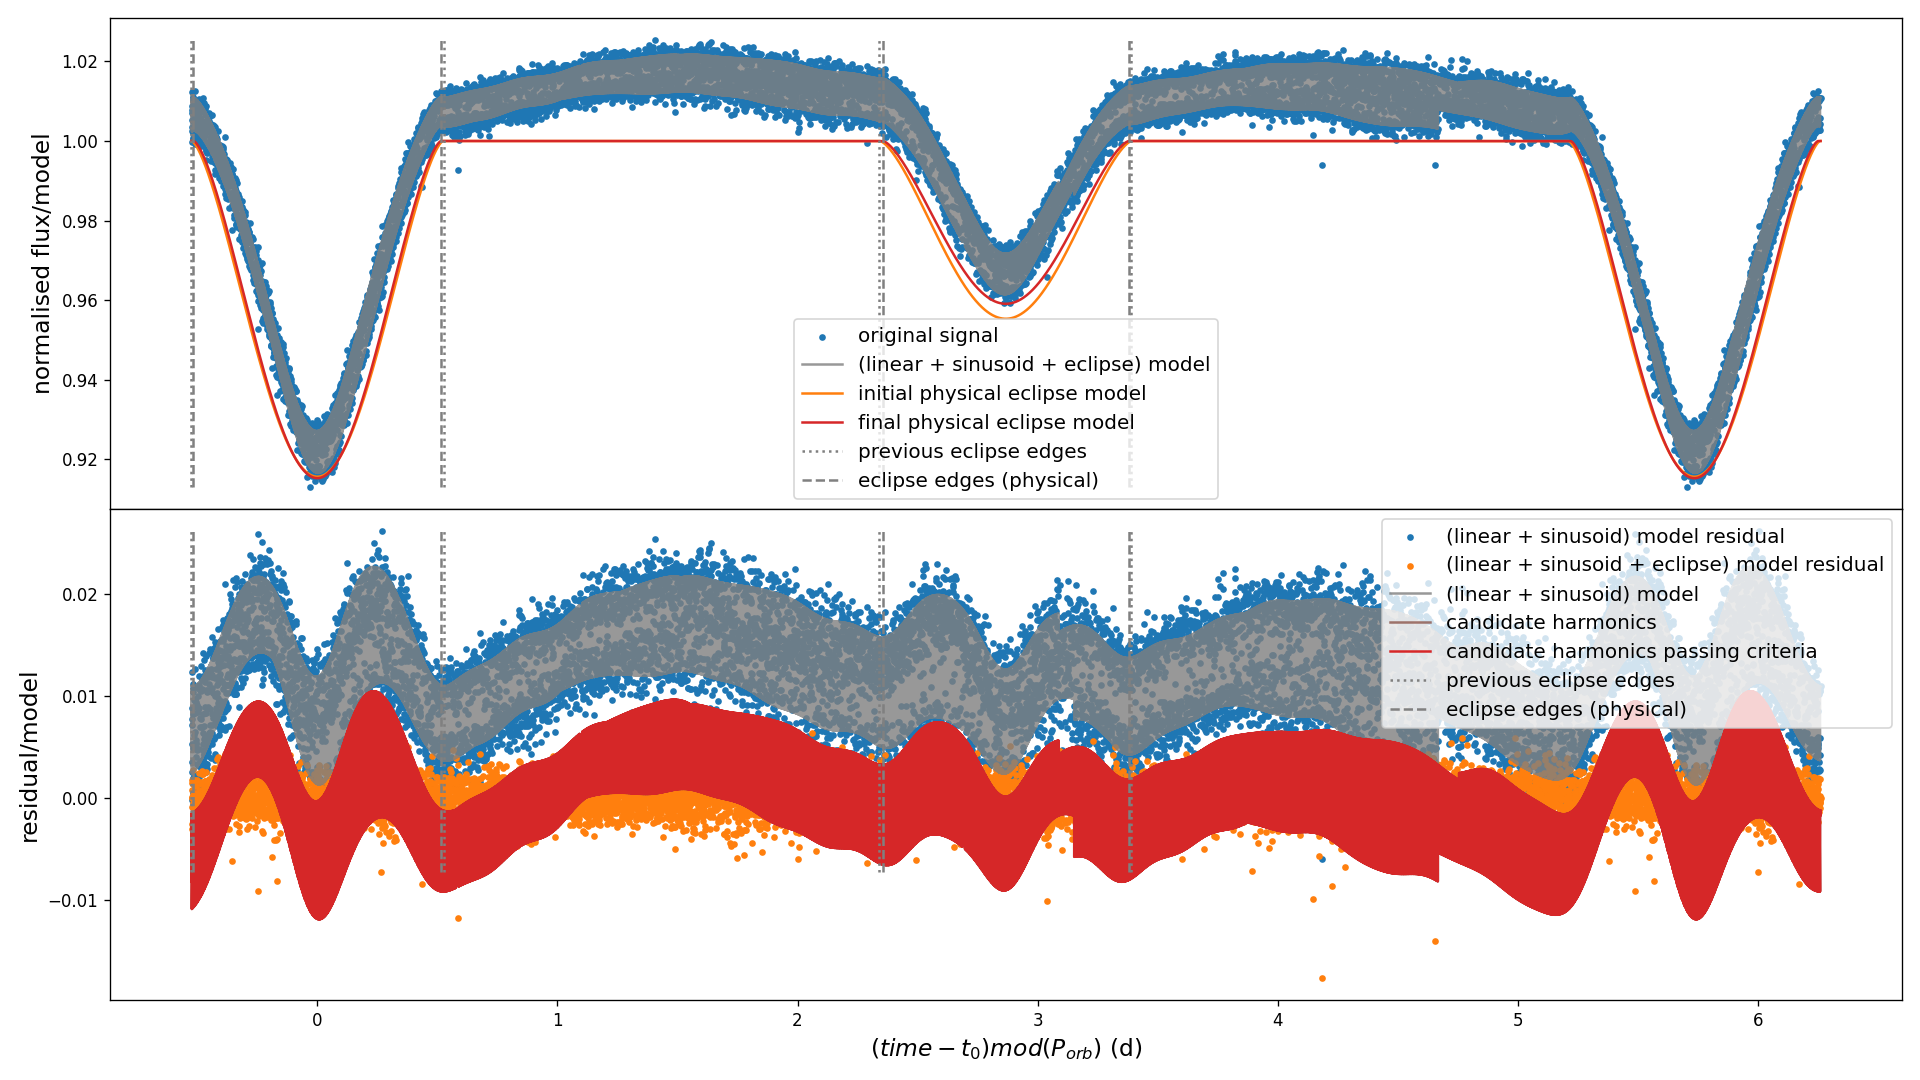 normalised flux/model
1.02
1.00
0.98
0.96
0.94
0.92
original signal
(linear + sinusoid + eclipse) model
initial physical eclipse model
final physical eclipse model
previous eclipse edges
eclipse edges (physical)
residual/model
0.02
0.01
0.00
−0.01
(linear + sinusoid) model residual
(linear + sinusoid + eclipse) model residual
(linear + sinusoid) model
candidate harmonics
candidate harmonics passing criteria
previous eclipse edges
eclipse edges (physical)
0 1 2 3 4 5 6
(time − t₀)mod(P_orb) (d)